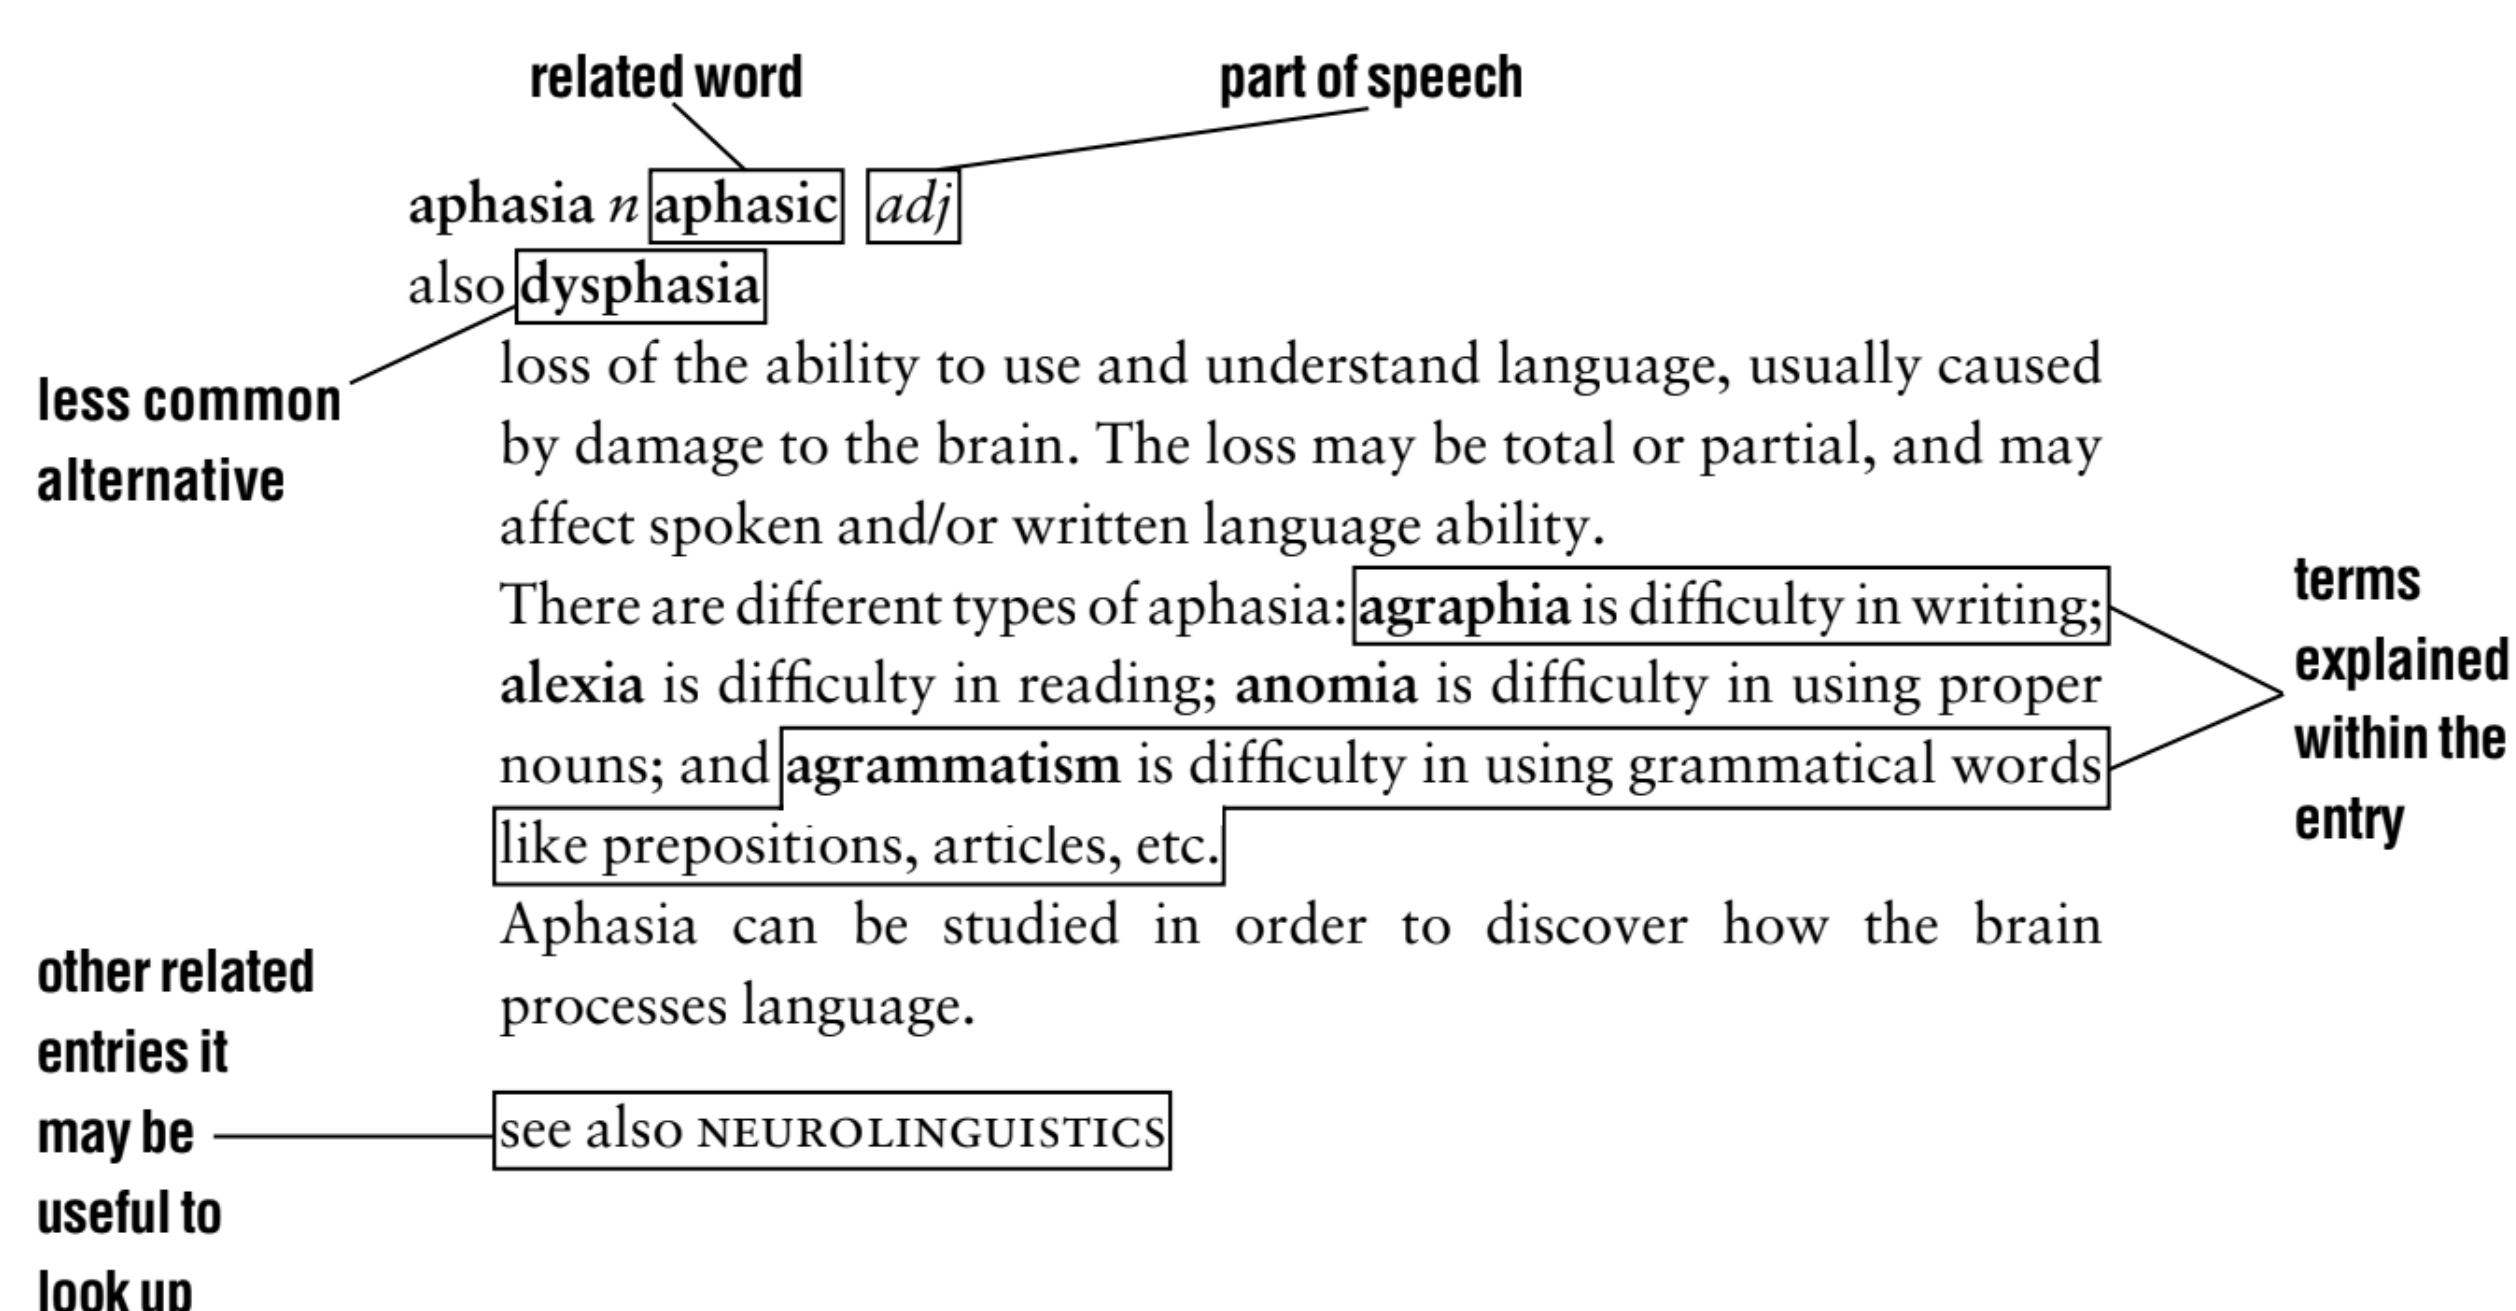 related word
part of speech
aphasia n aphasic adj
also dysphasia
less common
alternative
loss of the ability to use and understand language, usually caused
by damage to the brain. The loss may be total or partial, and may
affect spoken and/or written language ability.
There are different types of aphasia: agraphia is difficulty in writing;
alexia is difficulty in reading; anomia is difficulty in using proper
nouns; and agrammatism is difficulty in using grammatical words
like prepositions, articles, etc.
terms
explained
within the
entry
Aphasia can be studied in order to discover how the brain
processes language.
other related
entries it
may be
useful to
look up
see also NEUROLINGUISTICS